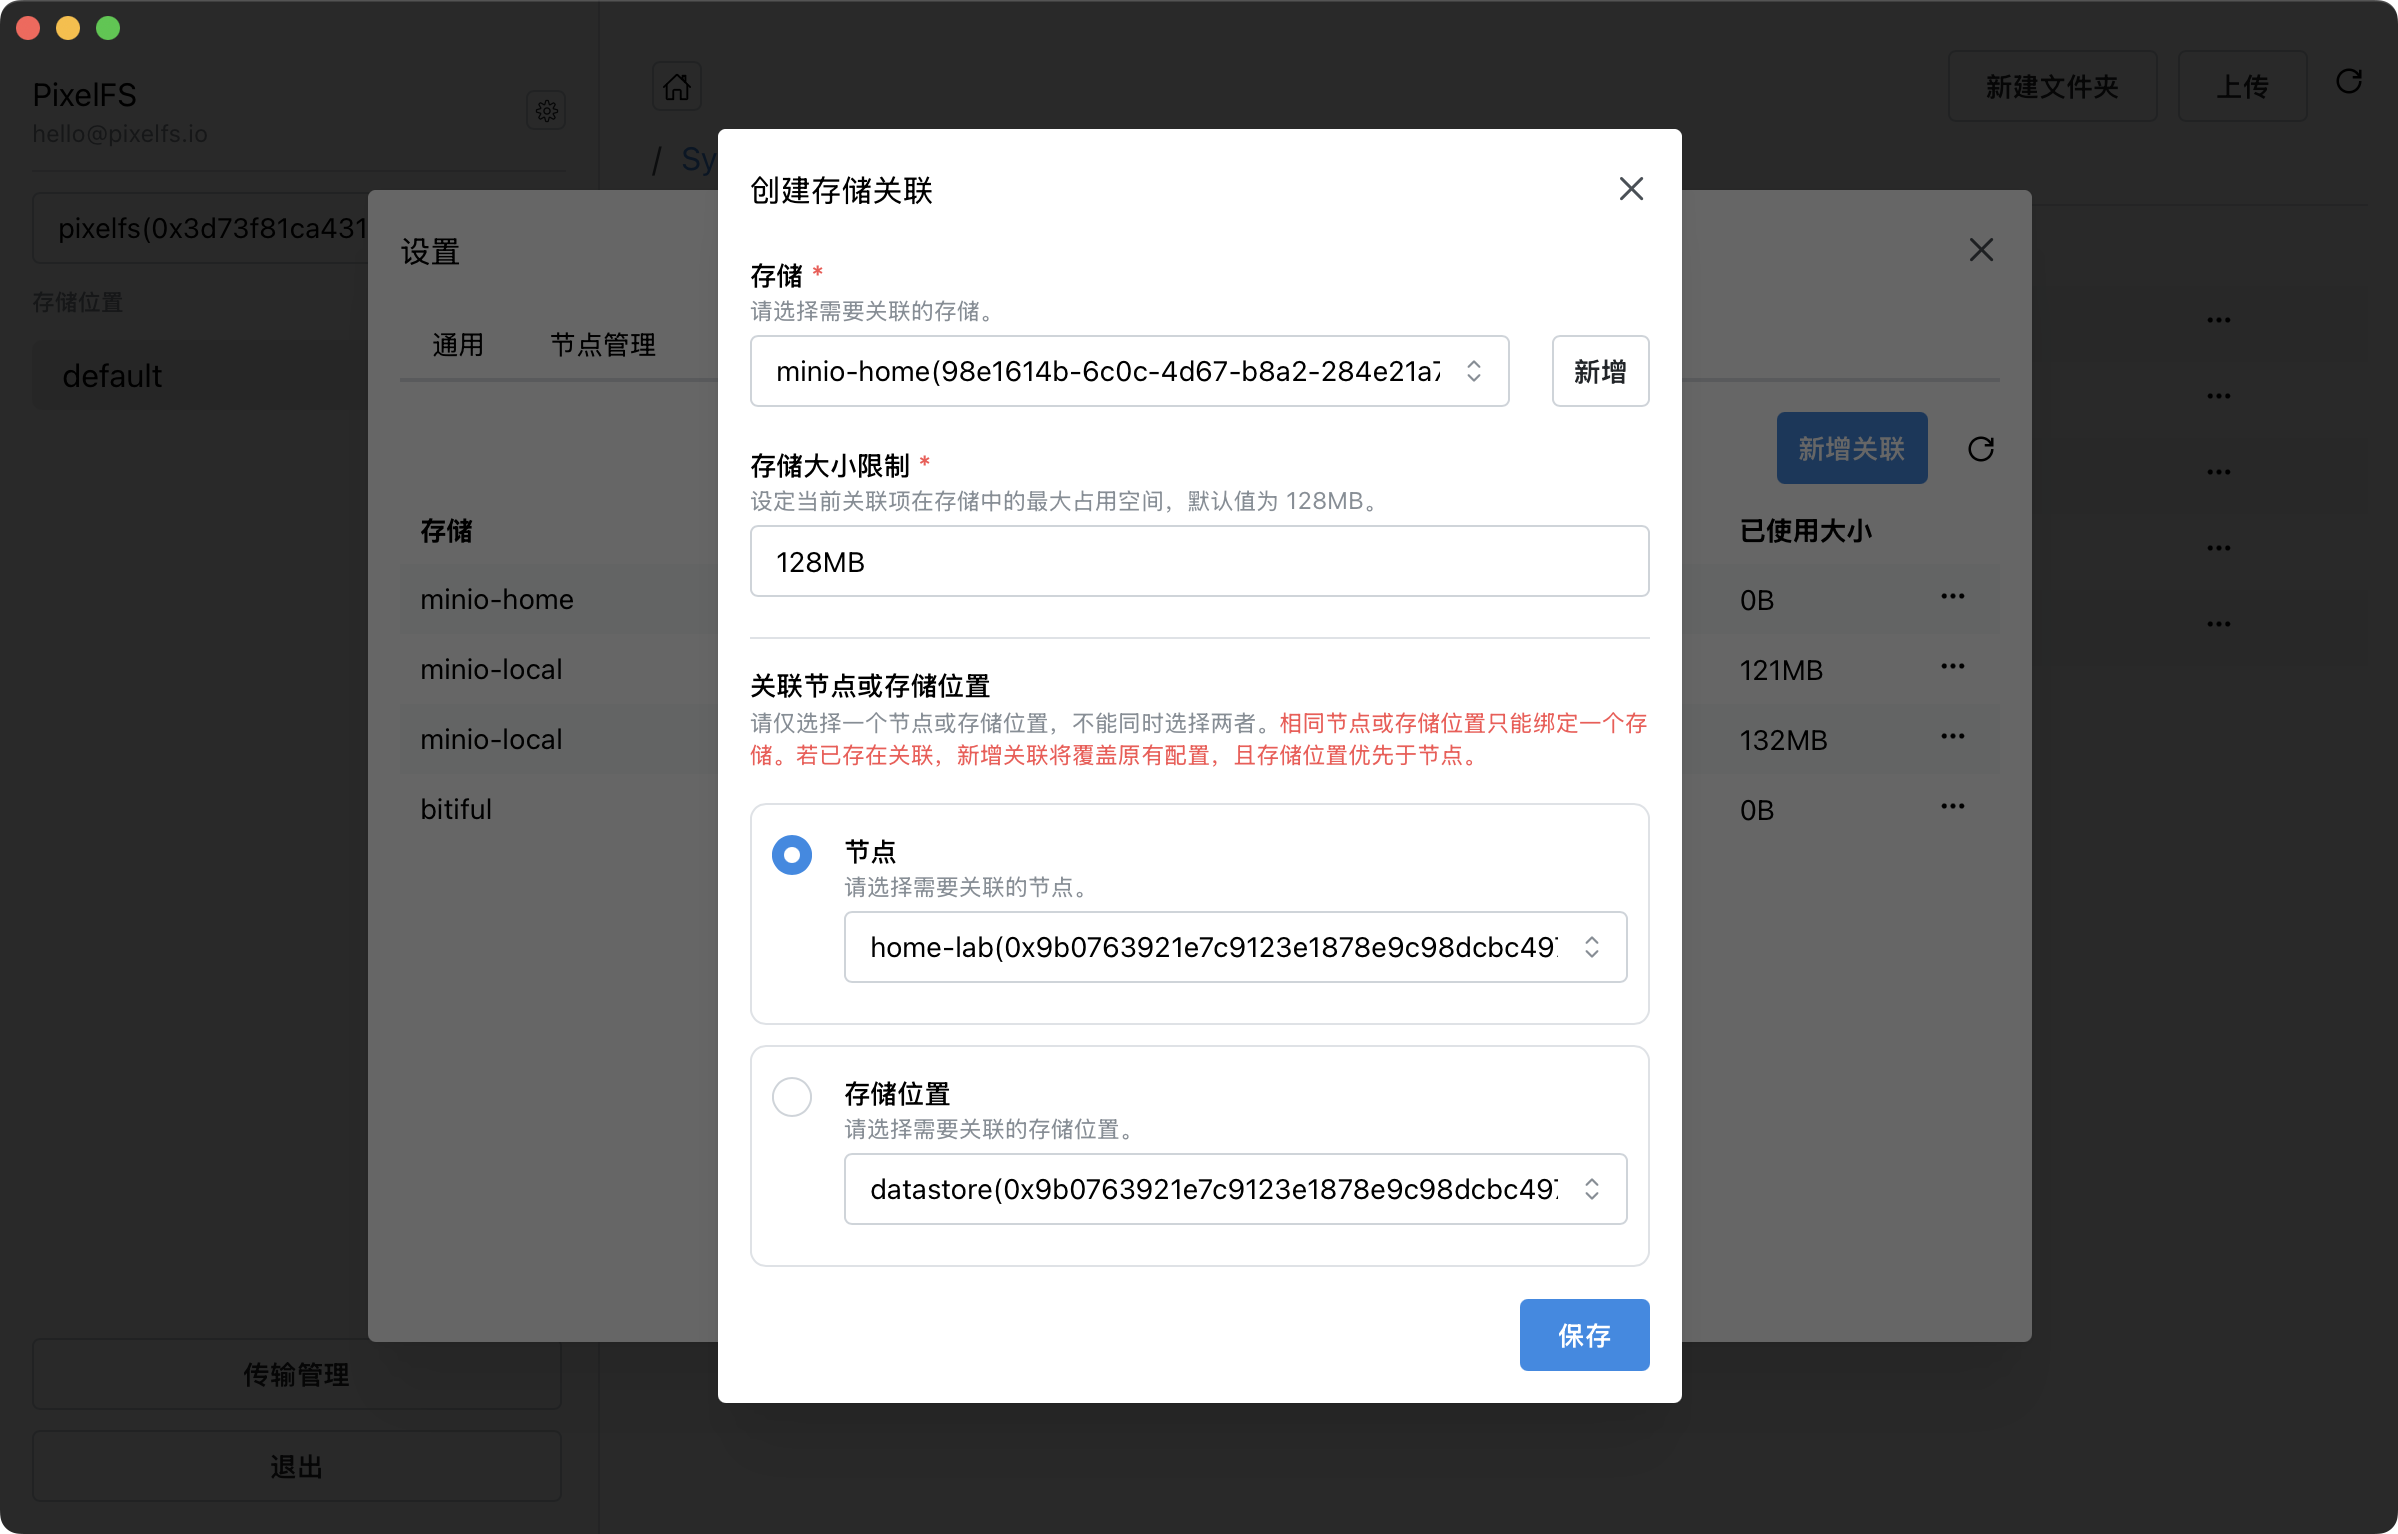 PixelFS
hello@pixelfs.io
pixelfs(0x3d73f81ca431
存储位置
default
传输管理
退出
/ Sy
新建文件夹
上传
设置
通用
节点管理
新增关联
存储
已使用大小
minio-home
0B
minio-local
121MB
minio-local
132MB
bitiful
0B
创建存储关联
存储 *
请选择需要关联的存储。
minio-home(98e1614b-6c0c-4d67-b8a2-284e21a7
新增
存储大小限制 *
设定当前关联项在存储中的最大占用空间，默认值为 128MB。
128MB
关联节点或存储位置
请仅选择一个节点或存储位置，不能同时选择两者。相同节点或存储位置只能绑定一个存
储。若已存在关联，新增关联将覆盖原有配置，且存储位置优先于节点。
节点
请选择需要关联的节点。
home-lab(0x9b0763921e7c9123e1878e9c98dcbc497
存储位置
请选择需要关联的存储位置。
datastore(0x9b0763921e7c9123e1878e9c98dcbc497
保存